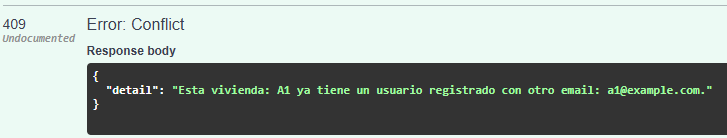 409
Undocumented
Error: Conflict
Response body
{
  "detail": "Esta vivienda: A1 ya tiene un usuario registrado con otro email: a1@example.com."
}